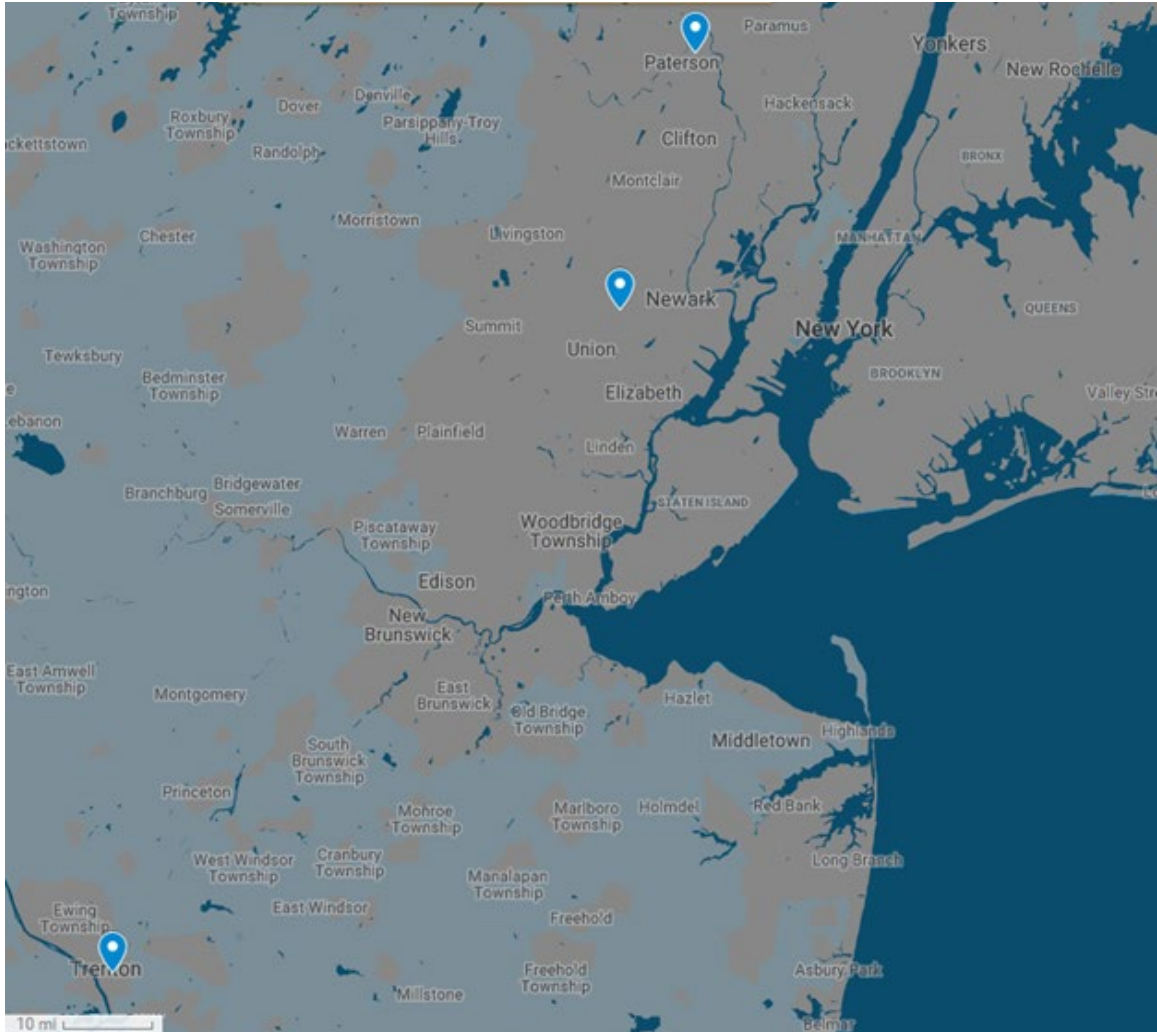 Township
Paramus
Yonkers
Paterson
New Rochelle
Denville
Dover
Hackensack
Roxbury
Township
Parsippany-Troy
Hills
Clifton
ckettstown
Randolph
BRONX
Montclair
Morristown
Livingston
Chester
MANHATTAN
Washington
Township
Newark
QUEENS
Summit
New York
Union
Tewksbury
BROOKLYN
Bedminster
Township
Elizabeth
Valley Stre
Lebanon
Warren
Plainfield
Linden
Bridgewater
Branchburg
STATEN ISLAND
Somerville
Woodbridge
Township
Piscataway
Township
Edison
ington
Perth Amboy
New
Brunswick
East Amwell
Township
Montgomery
East
Brunswick
Hazlet
Old Bridge
Township
Highlands
Middletown
South
Brunswick
Township
Princeton
Monroe
Township
Marlboro
Township
Holmdel
Red Bank
West Windsor
Township
Cranbury
Township
Long Branch
Manalapan
Township
East Windsor
Ewing
Township
Freehold
Trenton
Freehold
Township
Asbury Park
Millstone
10 mi
Belmar